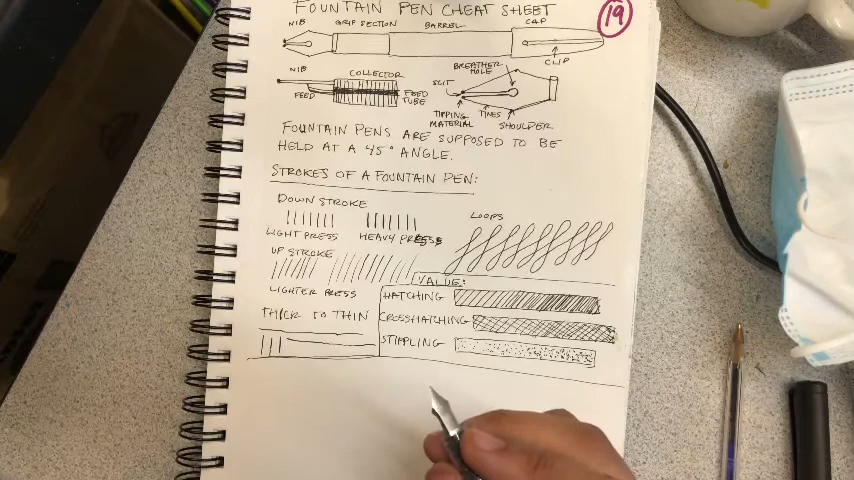 FOUNTAIN PEN CHEAT SHEET
19
NIB GRIP SECTION BARREL CAP
CLIP
NIB
COLLECTOR
FEED
FEED TUBE
BREATHER HOLE
SLIT
TIPPING MATERIAL
TINES
SHOULDER
FOUNTAIN PENS ARE SUPPOSED TO BE
HELD AT A 45° ANGLE.
STROKES OF A FOUNTAIN PEN:
DOWN STROKE
LIGHT PRESS HEAVY PRESS
LOOPS
UP STROKE
LIGHTER PRESS
THICK TO THIN
VALUE:
HATCHING
CROSSHATCHING
STIPPLING